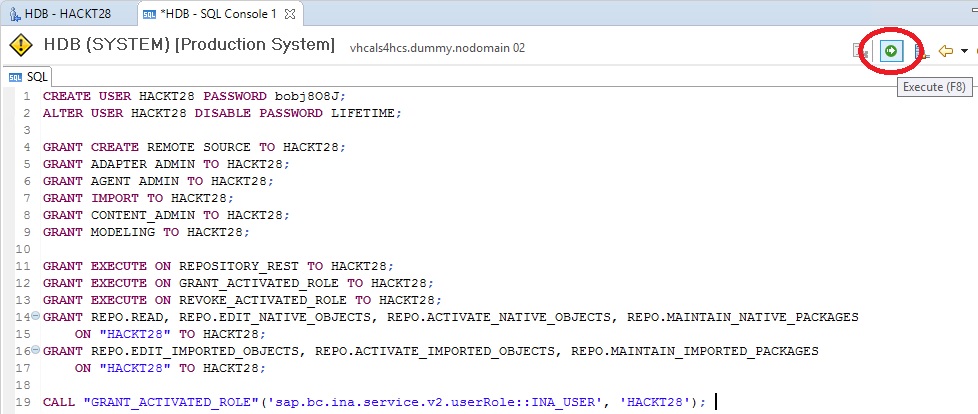 HDB - HACKT28
*HDB - SQL Console 1
HDB (SYSTEM) [Production System] vhcals4hcs.dummy.nodomain 02
Execute (F8)
SQL SQL
1 CREATE USER HACKT28 PASSWORD bobj8O8J;
2 ALTER USER HACKT28 DISABLE PASSWORD LIFETIME;
3
4 GRANT CREATE REMOTE SOURCE TO HACKT28;
5 GRANT ADAPTER ADMIN TO HACKT28;
6 GRANT AGENT ADMIN TO HACKT28;
7 GRANT IMPORT TO HACKT28;
8 GRANT CONTENT_ADMIN TO HACKT28;
9 GRANT MODELING TO HACKT28;
10
11 GRANT EXECUTE ON REPOSITORY_REST TO HACKT28;
12 GRANT EXECUTE ON GRANT_ACTIVATED_ROLE TO HACKT28;
13 GRANT EXECUTE ON REVOKE_ACTIVATED_ROLE TO HACKT28;
14 GRANT REPO.READ, REPO.EDIT_NATIVE_OBJECTS, REPO.ACTIVATE_NATIVE_OBJECTS, REPO.MAINTAIN_NATIVE_PACKAGES
15 ON "HACKT28" TO HACKT28;
16 GRANT REPO.EDIT_IMPORTED_OBJECTS, REPO.ACTIVATE_IMPORTED_OBJECTS, REPO.MAINTAIN_IMPORTED_PACKAGES
17 ON "HACKT28" TO HACKT28;
18
19 CALL "GRANT_ACTIVATED_ROLE"('sap.bc.ina.service.v2.userRole::INA_USER', 'HACKT28');